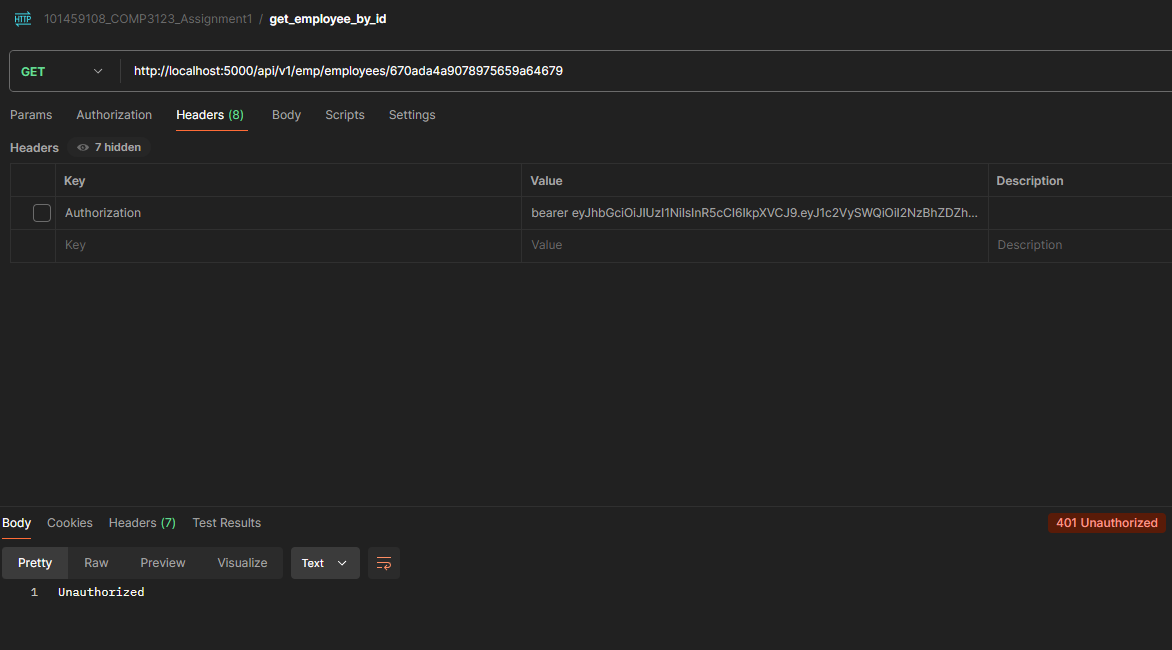 HTTP 101459108_COMP3123_Assignment1 / get_employee_by_id
GET http://localhost:5000/api/v1/emp/employees/670ada4a9078975659a64679
Params Authorization Headers (8) Body Scripts Settings
Headers 7 hidden
Key Value Description
Authorization bearer eyJhbGciOiJIUzI1NiIsInR5cCI6IkpXVCJ9.eyJ1c2VySWQiOiI2NzBhZDZh...
Key Value Description
Body Cookies Headers (7) Test Results 401 Unauthorized
Pretty Raw Preview Visualize Text
1 Unauthorized